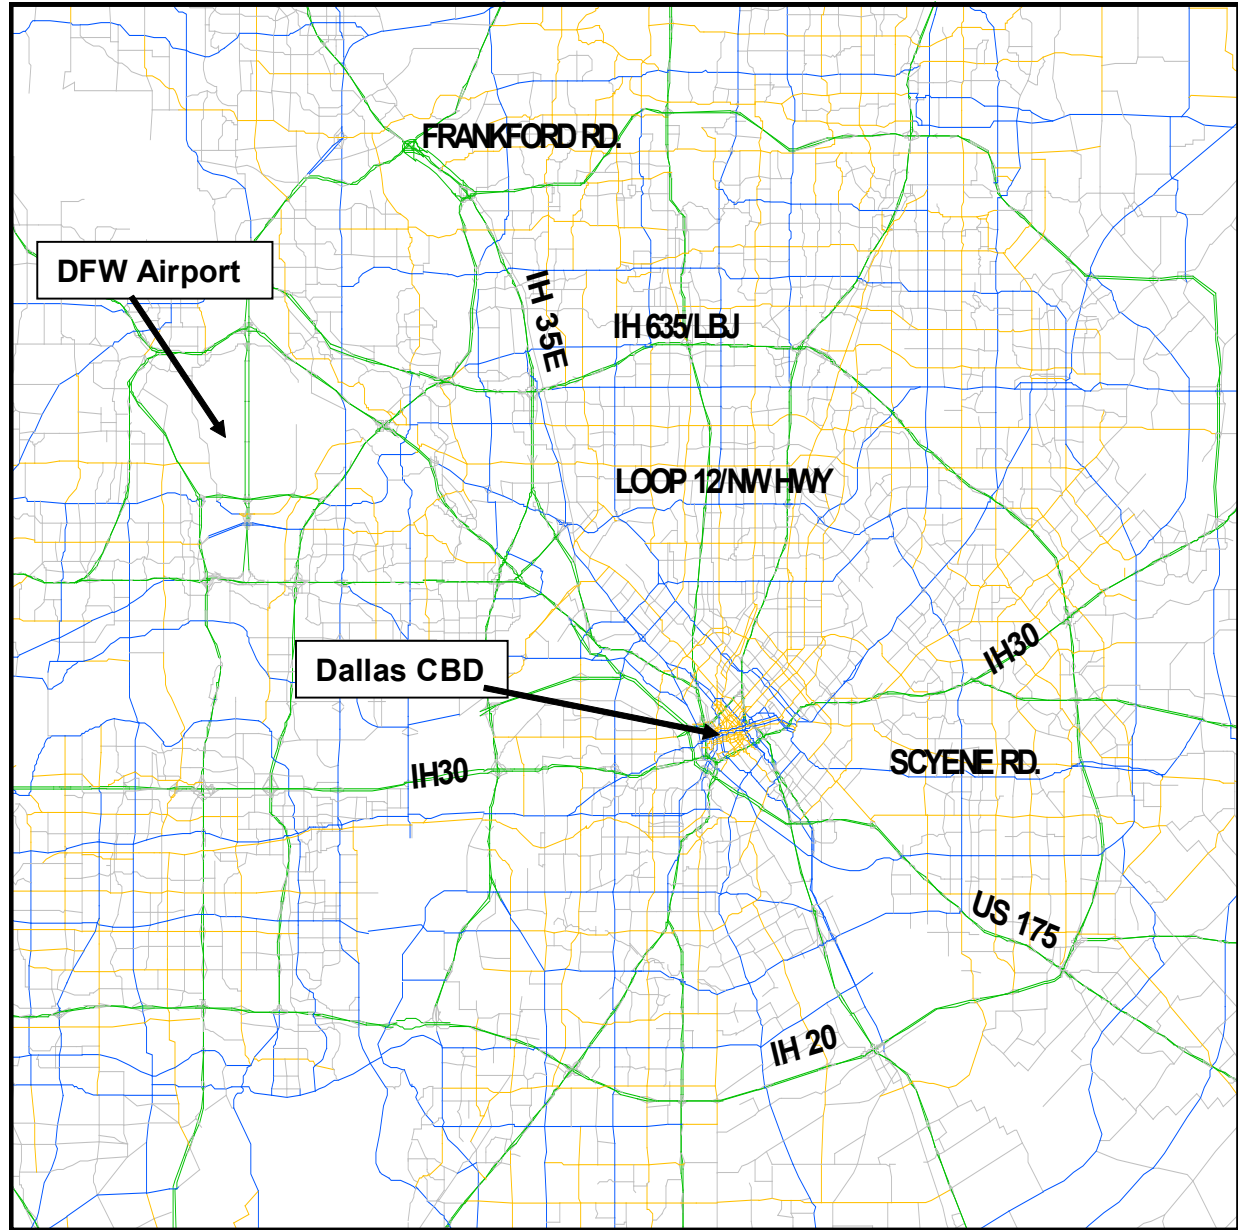 FRANKFORD RD.
DFW Airport
IH 35E
IH 635/LBJ
LOOP 12/NW HWY
IH30
Dallas CBD
SCYENE RD.
IH30
US 175
IH 20